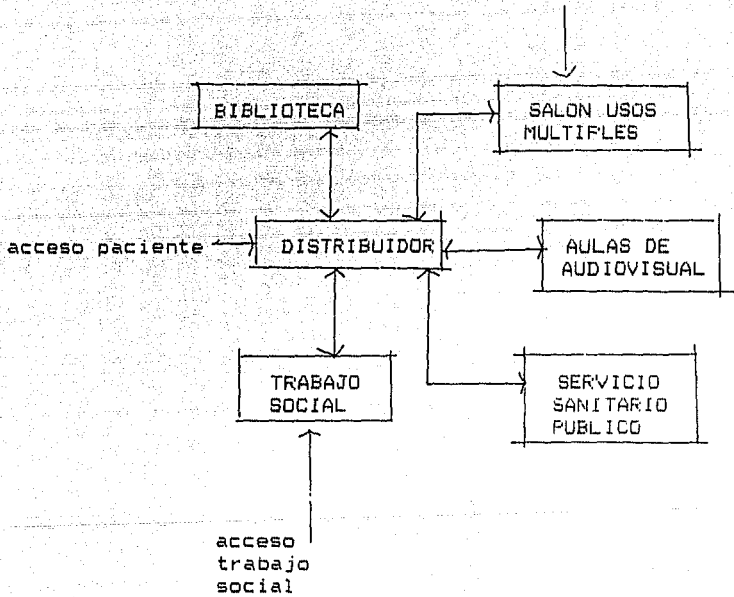 BIBLIOTECA
SALON USOS
MULTIPLES
acceso paciente
DISTRIBUIDOR
AULAS DE
AUDIOVISUAL
TRABAJO
SOCIAL
SERVICIO
SANITARIO
PUBLICO
acceso
trabajo
social